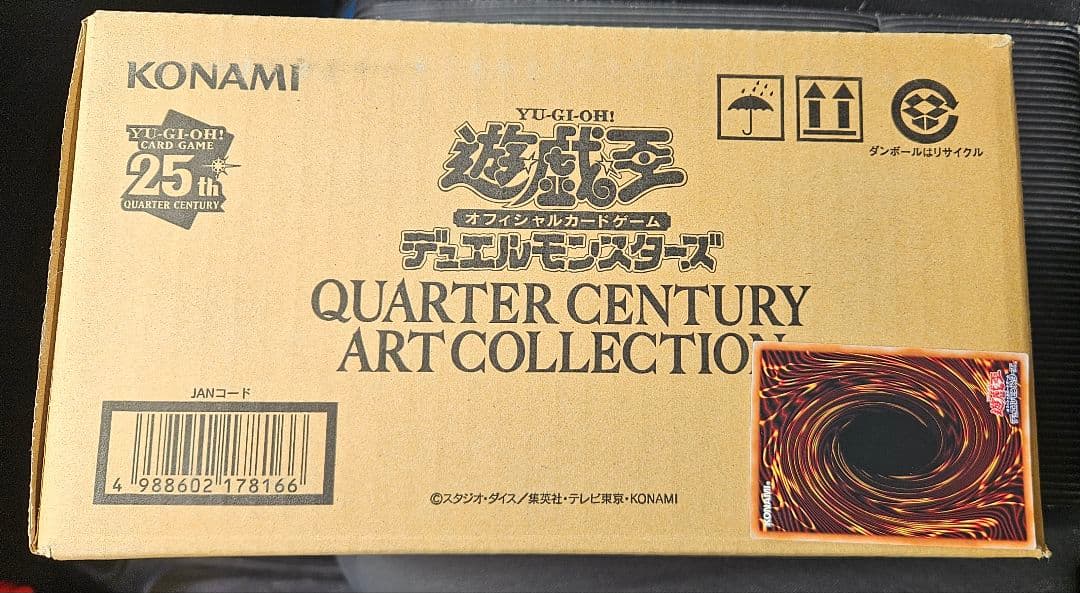 KONAMI
YU-GI-OH!
CARD GAME
25th
QUARTER CENTURY
YU-GI-OH!
遊戯王
オフィシャルカードゲーム
デュエルモンスターズ
QUARTER CENTURY
ART COLLECTION
ダンボールはリサイクル
JANコード
4 988602 178166
©スタジオ・ダイス/集英社・テレビ東京・KONAMI
遊戯王
KONAMI